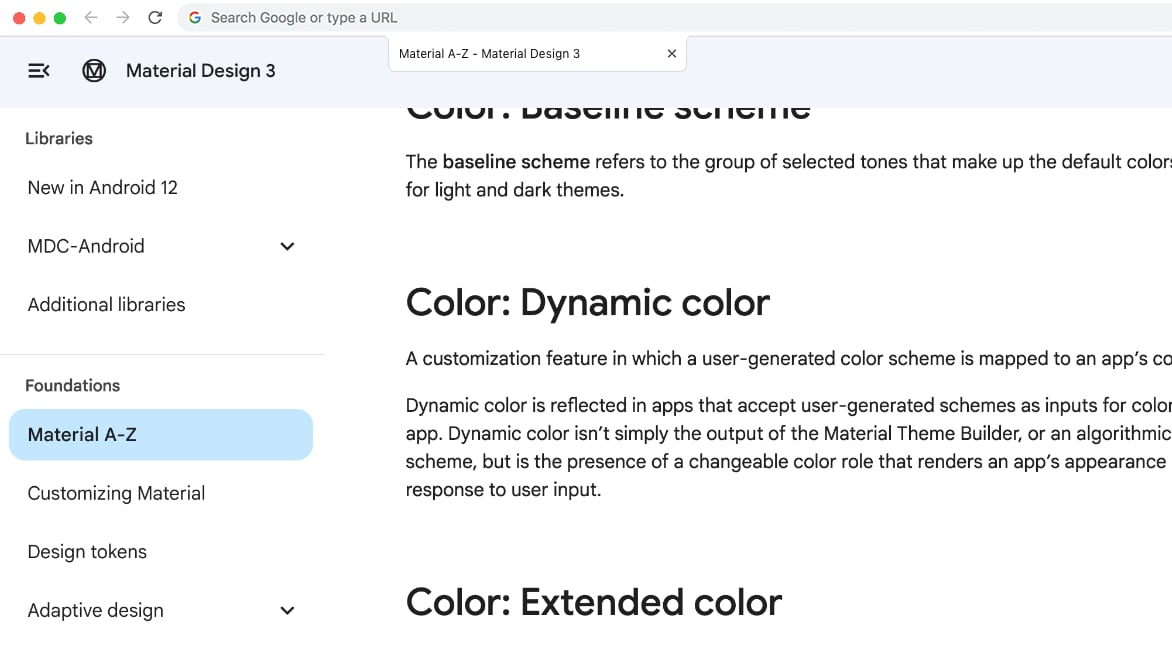 Search Google or type a URL
Material A-Z - Material Design 3
Material Design 3
Libraries
New in Android 12
MDC-Android
Additional libraries
Foundations
Material A-Z
Customizing Material
Design tokens
Adaptive design
Color: Baseline scheme
The baseline scheme refers to the group of selected tones that make up the default colors
for light and dark themes.
Color: Dynamic color
A customization feature in which a user-generated color scheme is mapped to an app’s co
Dynamic color is reflected in apps that accept user-generated schemes as inputs for color
app. Dynamic color isn’t simply the output of the Material Theme Builder, or an algorithmic
scheme, but is the presence of a changeable color role that renders an app’s appearance
response to user input.
Color: Extended color